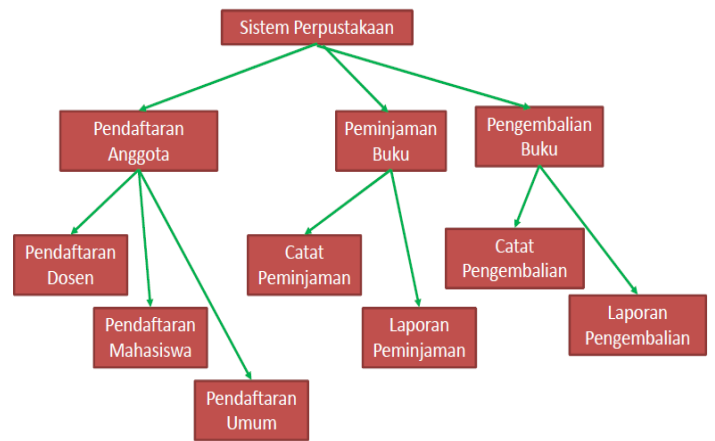 Sistem Perpustakaan
Pendaftaran
Anggota
Peminjaman
Buku
Pengembalian
Buku
Pendaftaran
Dosen
Catat
Peminjaman
Catat
Pengembalian
Pendaftaran
Mahasiswa
Laporan
Peminjaman
Laporan
Pengembalian
Pendaftaran
Umum